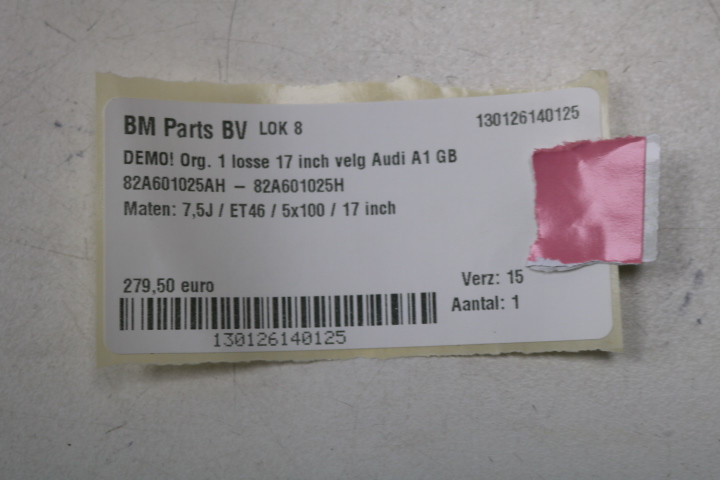 BM Parts BV LOK 8 130126140125
DEMO! Org. 1 losse 17 inch velg Audi A1 GB
82A601025AH – 82A601025H
Maten: 7,5J / ET46 / 5x100 / 17 inch
279,50 euro Verz: 15
Aantal: 1
130126140125